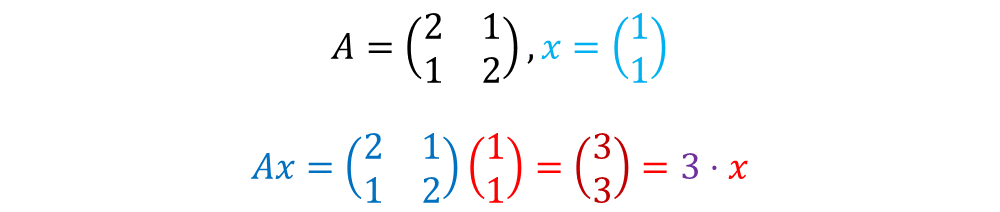 A = (2 1 1 2), x = (1 1)
Ax = (2 1 1 2) (1 1) = (3 3) = 3 · x